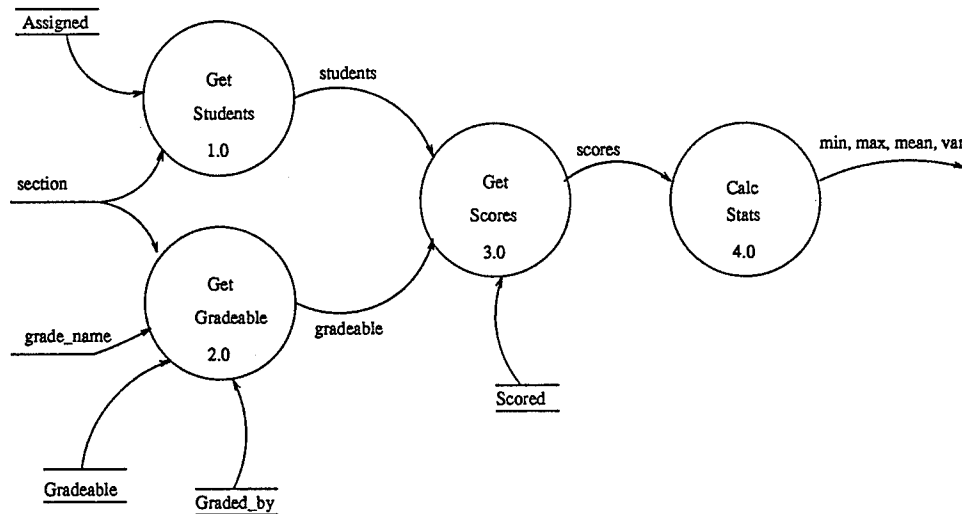 Assigned
Get
Students
1.0
students
section
Get
Scores
3.0
scores
Calc
Stats
4.0
min, max, mean, var
Get
Gradeable
2.0
grade_name
gradeable
Scored
Gradeable
Graded_by